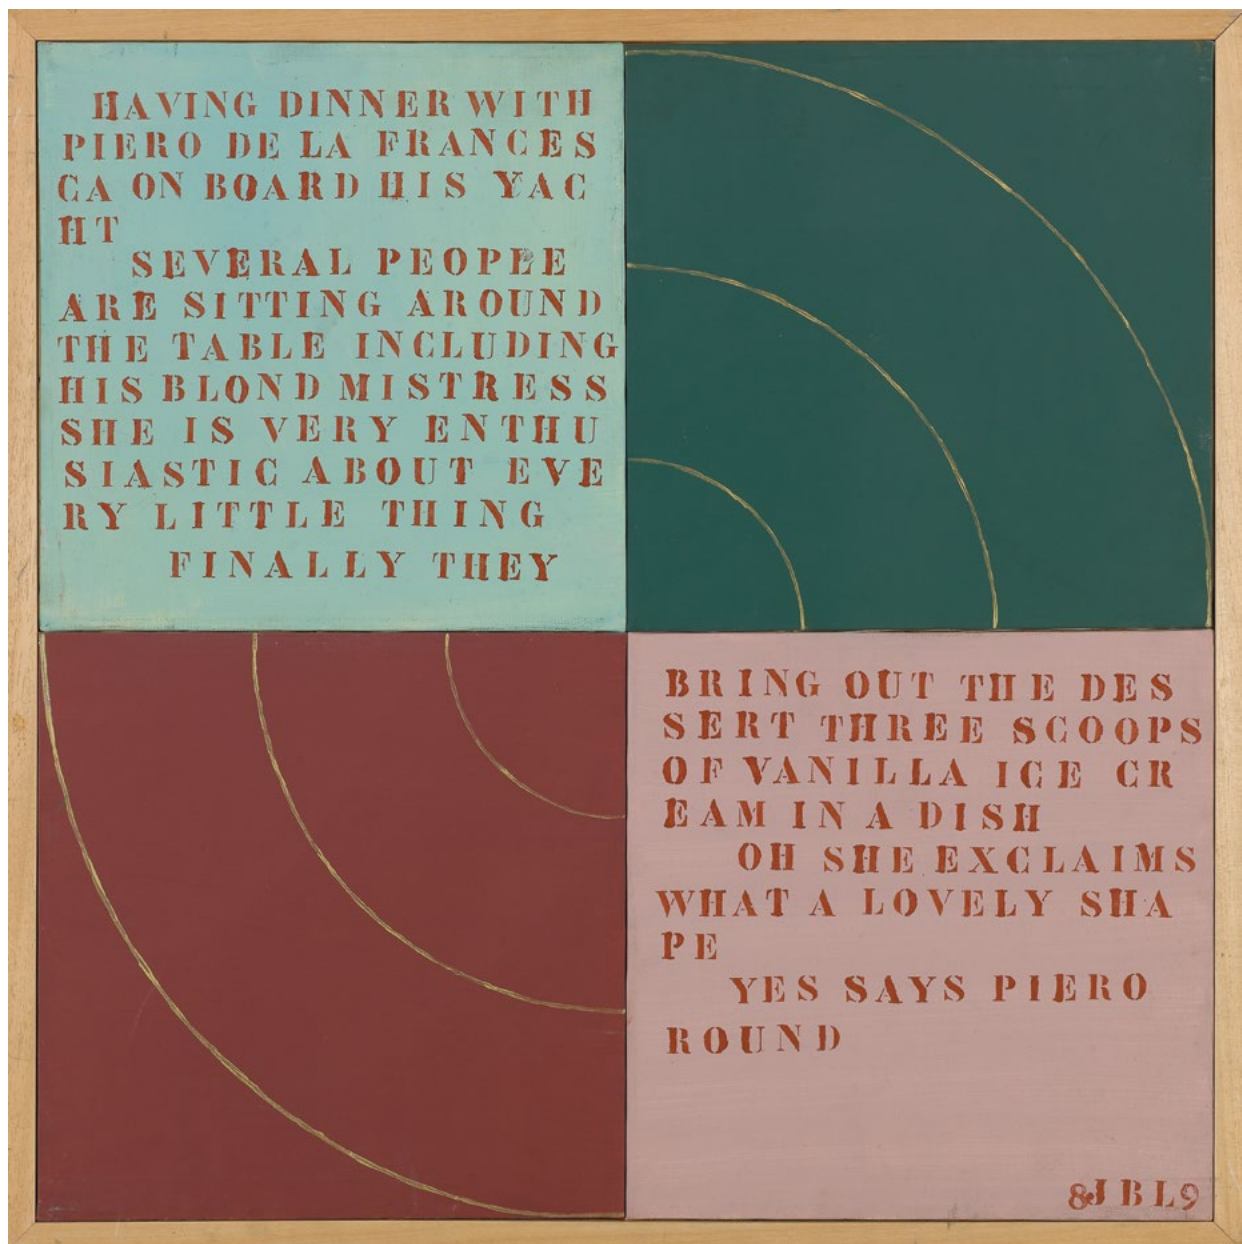 HAVING DINNER WITH
PIERO DE LA FRANCES
CA ON BOARD HIS YAC
HT
SEVERAL PEOPLE
ARE SITTING AROUND
THE TABLE INCLUDING
HIS BLOND MISTRESS
SHE IS VERY ENTHU
SIASTIC ABOUT EVE
RY LITTLE THING
FINALLY THEY
BRING OUT THE DES
SERT THREE SCOOPS
OF VANILLA ICE CR
EAM IN A DISH
OH SHE EXCLAIMS
WHAT A LOVELY SHA
PE
YES SAYS PIERO
ROUND
8JBL9